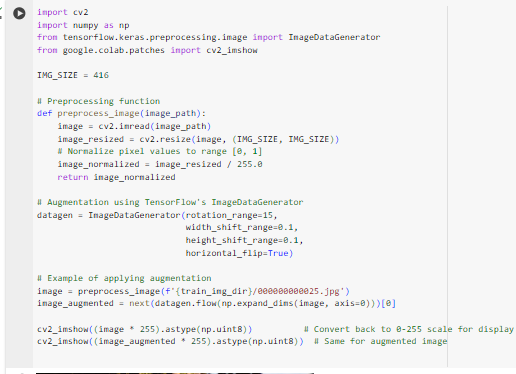 import cv2
import numpy as np
from tensorflow.keras.preprocessing.image import ImageDataGenerator
from google.colab.patches import cv2_imshow

IMG_SIZE = 416

# Preprocessing function
def preprocess_image(image_path):
    image = cv2.imread(image_path)
    image_resized = cv2.resize(image, (IMG_SIZE, IMG_SIZE))
    # Normalize pixel values to range [0, 1]
    image_normalized = image_resized / 255.0
    return image_normalized

# Augmentation using TensorFlow's ImageDataGenerator
datagen = ImageDataGenerator(rotation_range=15,
                             width_shift_range=0.1,
                             height_shift_range=0.1,
                             horizontal_flip=True)

# Example of applying augmentation
image = preprocess_image(f'{train_img_dir}/000000000025.jpg')
image_augmented = next(datagen.flow(np.expand_dims(image, axis=0)))[0]

cv2_imshow((image * 255).astype(np.uint8))          # Convert back to 0-255 scale for display
cv2_imshow((image_augmented * 255).astype(np.uint8))  # Same for augmented image